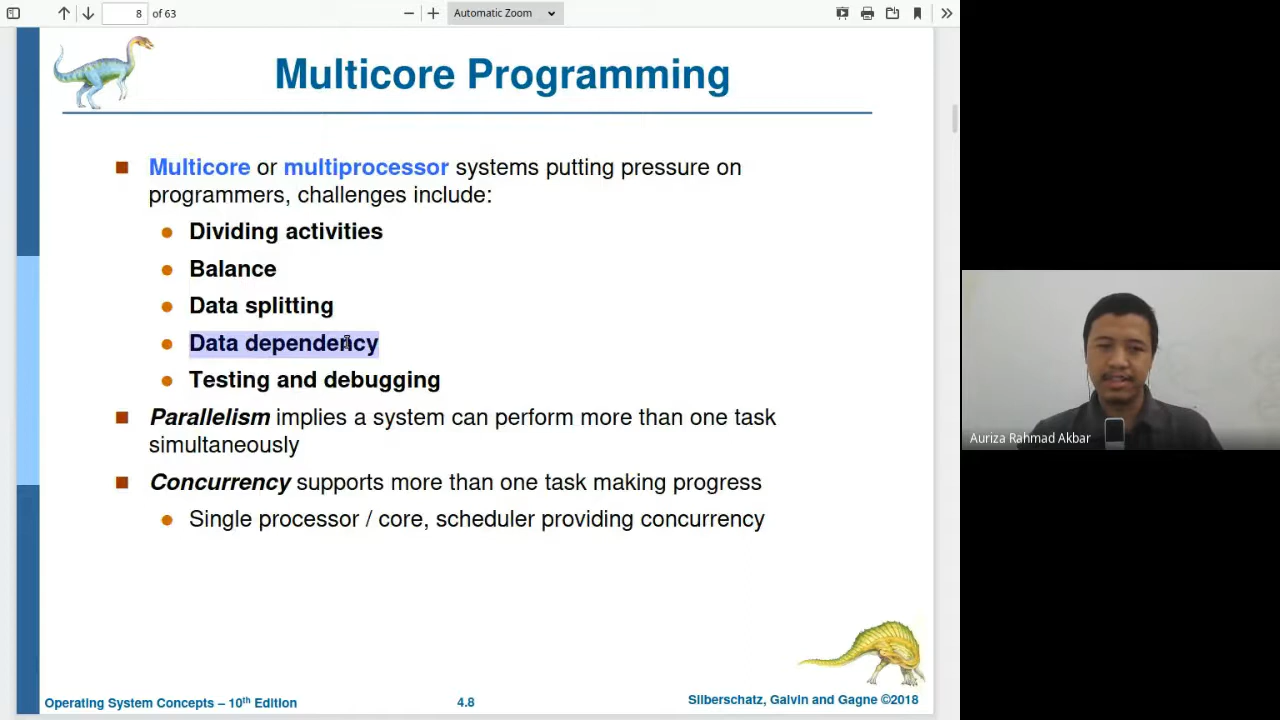 8 of 63
Automatic Zoom
Multicore Programming
Multicore or multiprocessor systems putting pressure on
programmers, challenges include:
Dividing activities
Balance
Data splitting
Data dependency
Testing and debugging
Parallelism implies a system can perform more than one task
simultaneously
Concurrency supports more than one task making progress
Single processor / core, scheduler providing concurrency
Operating System Concepts – 10th Edition
4.8
Silberschatz, Galvin and Gagne ©2018
Auriza Rahmad Akbar